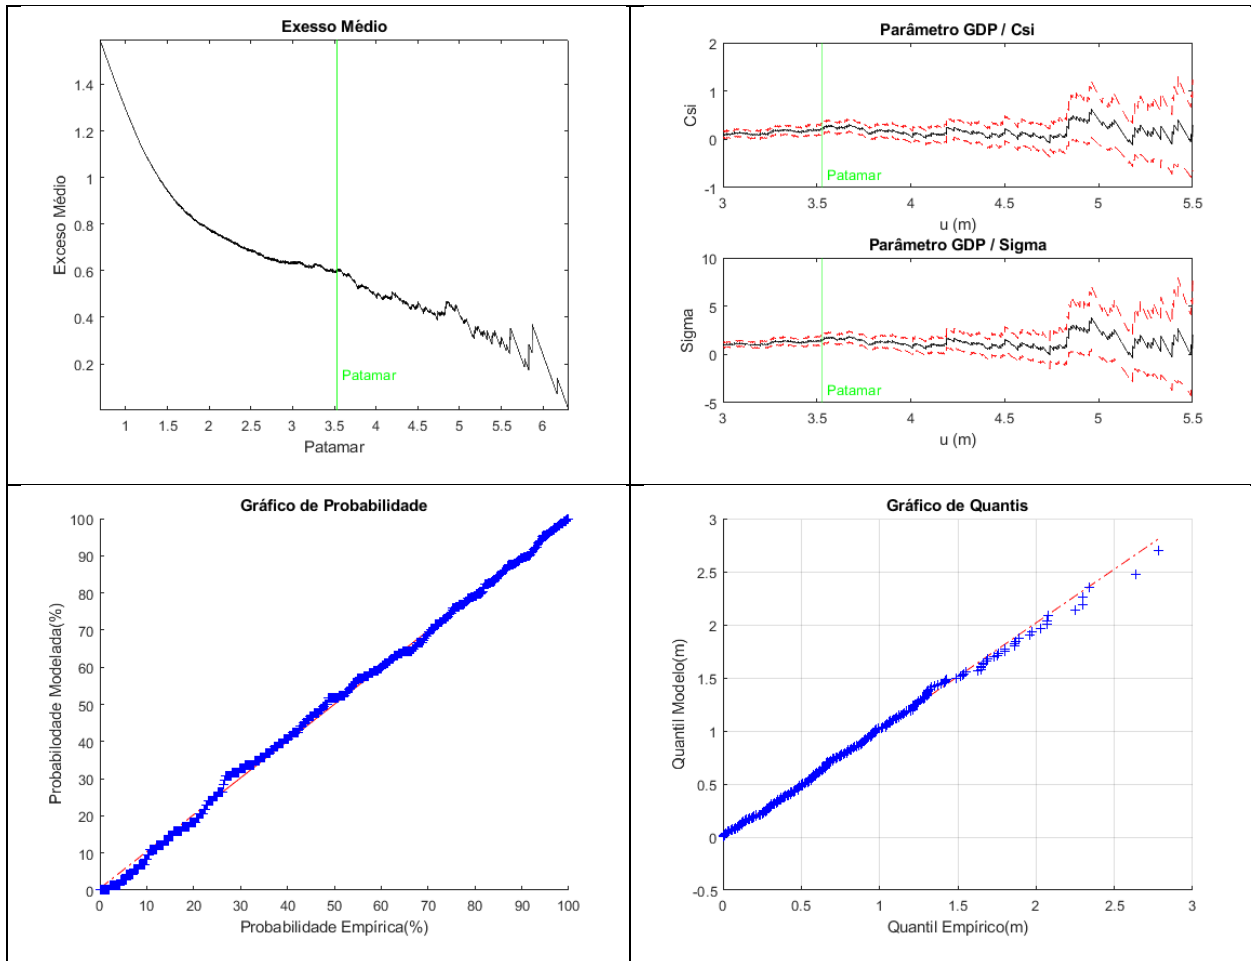 Exesso Médio
1.4
1.2
1
0.8
0.6
0.4
0.2
Exceso Médio
Patamar
1 1.5 2 2.5 3 3.5 4 4.5 5 5.5 6
Patamar
Parâmetro GDP / Csi
2
1
0
-1
Csi
Patamar
3 3.5 4 4.5 5 5.5
u (m)
Parâmetro GDP / Sigma
10
5
0
-5
Sigma
Patamar
3 3.5 4 4.5 5 5.5
u (m)
Gráfico de Probabilidade
100
90
80
70
60
50
40
30
20
10
0
Probabilodade Modelada(%)
0 10 20 30 40 50 60 70 80 90 100
Probabilidade Empírica(%)
Gráfico de Quantis
3
2.5
2
1.5
1
0.5
0
-0.5
Quantil Modelo(m)
0 0.5 1 1.5 2 2.5 3
Quantil Empírico(m)